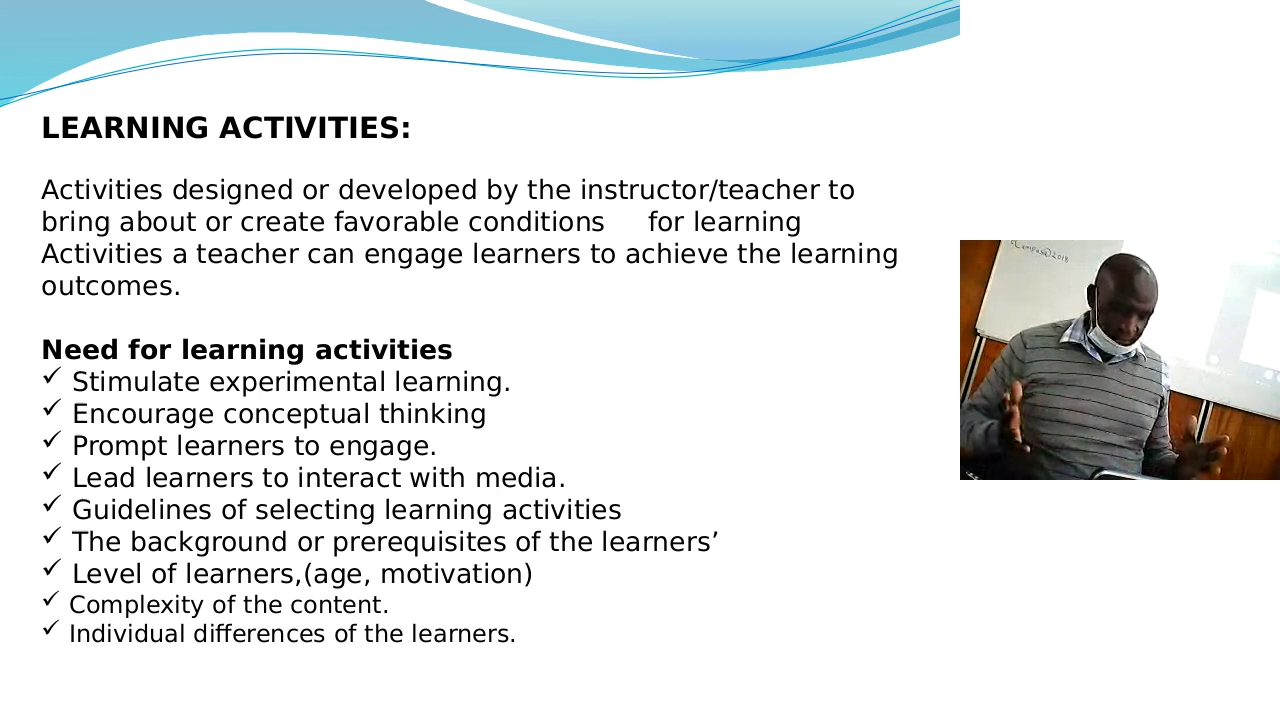 LEARNING ACTIVITIES:
Activities designed or developed by the instructor/teacher to
bring about or create favorable conditions for learning
Activities a teacher can engage learners to achieve the learning
outcomes.
Need for learning activities
✓ Stimulate experimental learning.
✓ Encourage conceptual thinking
✓ Prompt learners to engage.
✓ Lead learners to interact with media.
✓ Guidelines of selecting learning activities
✓ The background or prerequisites of the learners’
✓ Level of learners,(age, motivation)
✓ Complexity of the content.
✓ Individual differences of the learners.